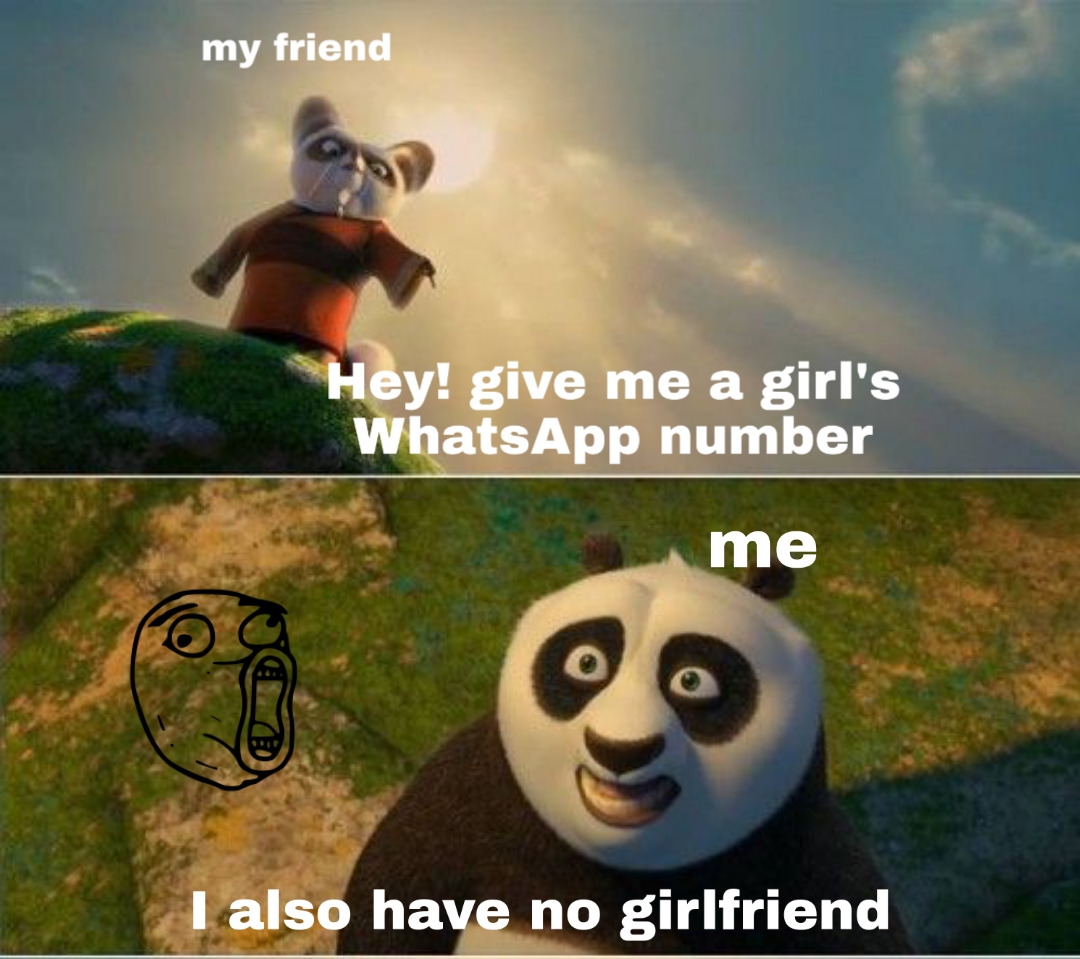 my friend
Hey! give me a girl's
WhatsApp number
me
I also have no girlfriend